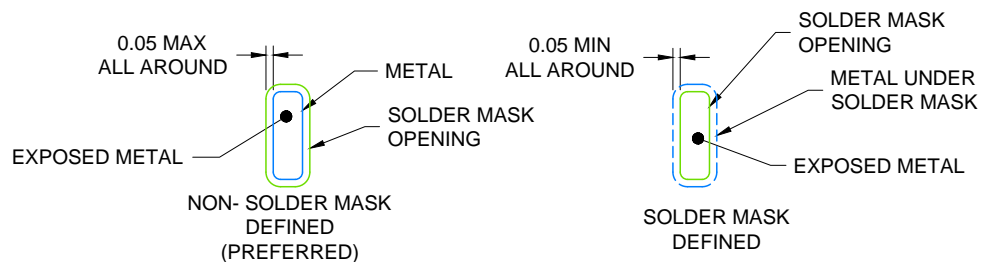 0.05 MAX
ALL AROUND
METAL
SOLDER MASK
OPENING
EXPOSED METAL
NON- SOLDER MASK
DEFINED
(PREFERRED)
0.05 MIN
ALL AROUND
SOLDER MASK
OPENING
METAL UNDER
SOLDER MASK
EXPOSED METAL
SOLDER MASK
DEFINED